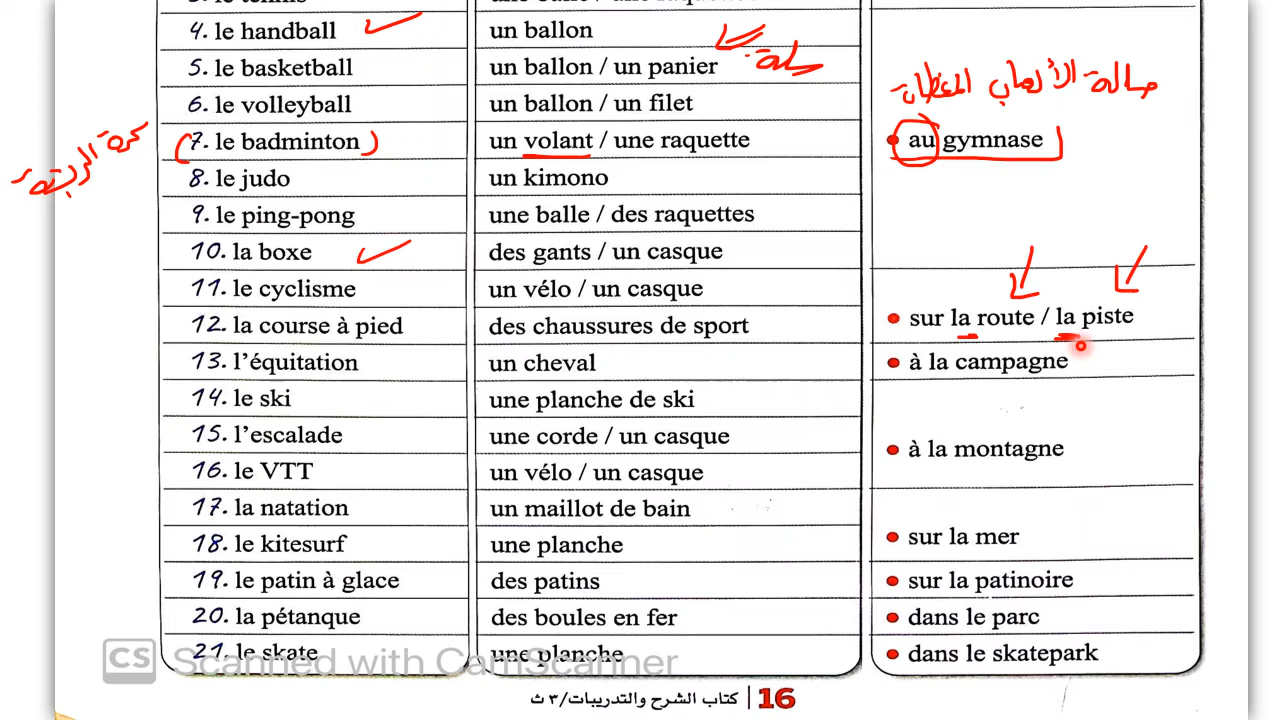 4. le handball un ballon
سلة
5. le basketball un ballon / un panier
صالة الألعاب المغطاة
6. le volleyball un ballon / un filet
كرة الريشة
7. le badminton un volant / une raquette • au gymnase
8. le judo un kimono
9. le ping-pong une balle / des raquettes
10. la boxe des gants / un casque
11. le cyclisme un vélo / un casque
12. la course à pied des chaussures de sport • sur la route / la piste
13. l'équitation un cheval • à la campagne
14. le ski une planche de ski
15. l'escalade une corde / un casque • à la montagne
16. le VTT un vélo / un casque
17. la natation un maillot de bain
18. le kitesurf une planche • sur la mer
19. le patin à glace des patins • sur la patinoire
20. la pétanque des boules en fer • dans le parc
21. le skate une planche • dans le skatepark
CS Scanned with CamScanner
16 | كتاب الشرح والتدريبات/ ٣ ث